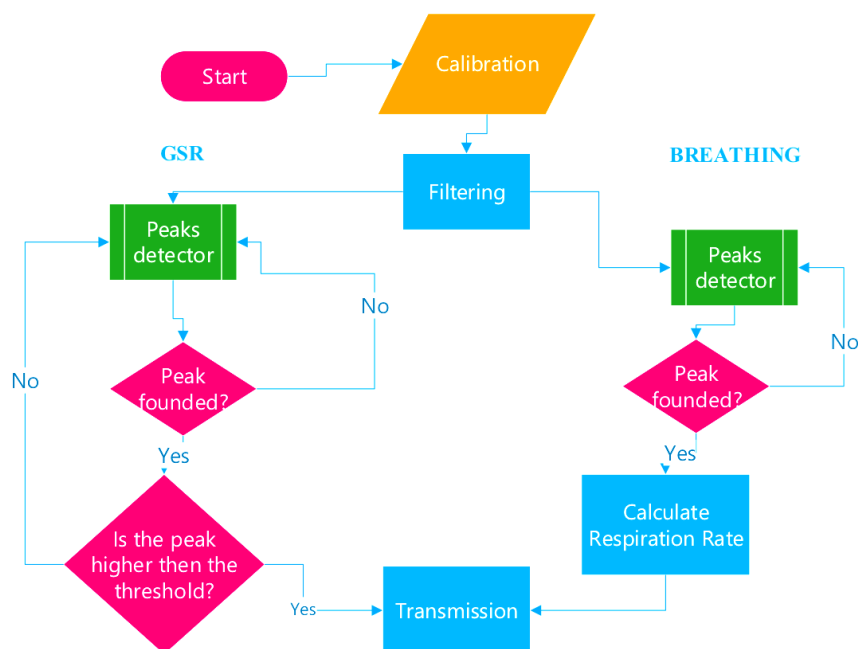 Start
Calibration
GSR
BREATHING
Filtering
Peaks
detector
Peaks
detector
No
No
No
Peak
founded?
Peak
founded?
Yes
Yes
Calculate
Respiration Rate
Is the peak
higher then the
threshold?
Yes
Transmission